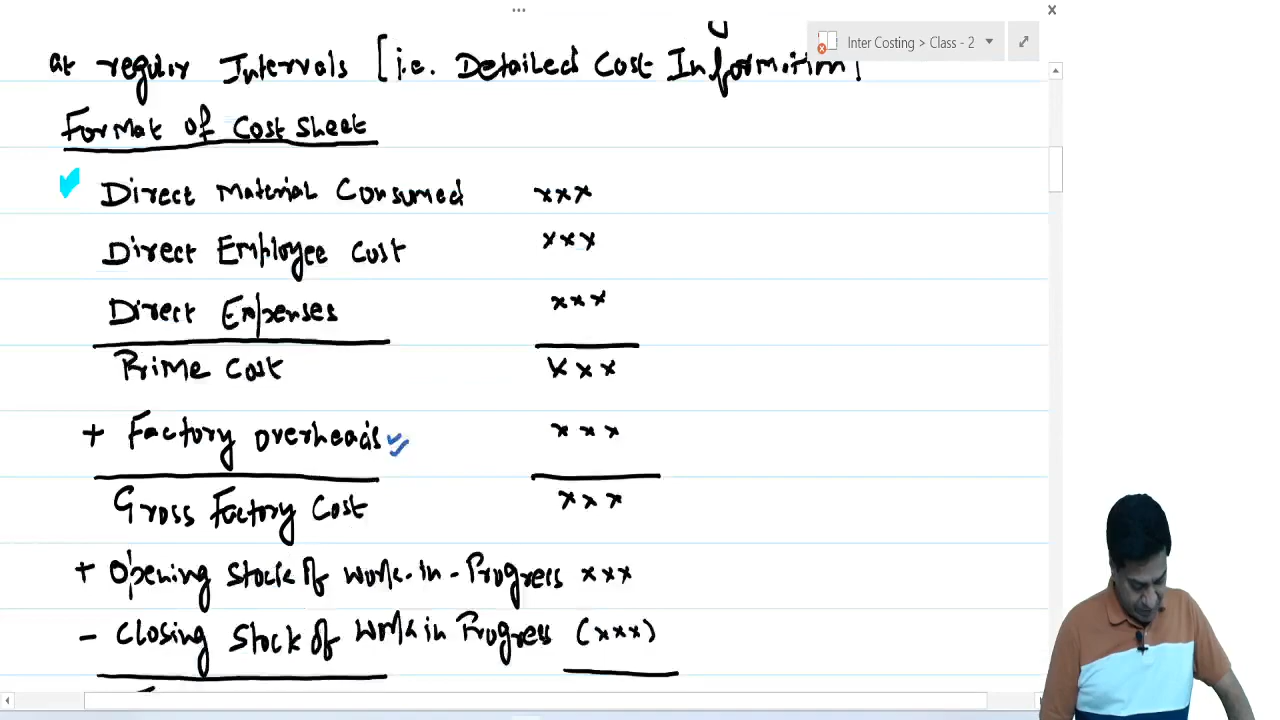 Inter Costing > Class - 2
at regular Intervals [i.e. Detailed Cost Information]
Format of Cost Sheet
Direct Material Consumed xxx
Direct Employee Cost xxx
Direct Expenses xxx
Prime Cost xxx
+ Factory overheads xxx
Gross Factory Cost xxx
+ Opening Stock of Work-in-Progress xxx
- Closing Stock of Work in Progress (xxx)